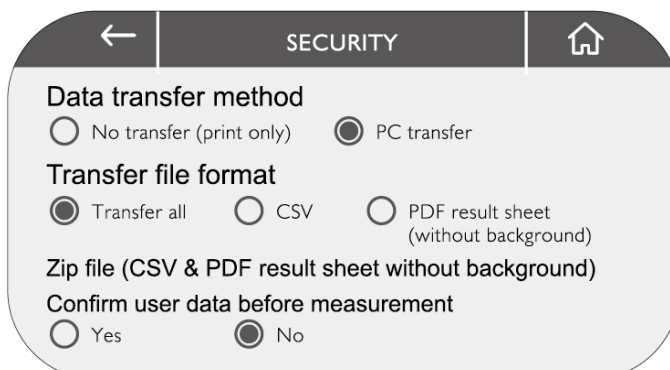 SECURITY
Data transfer method
No transfer (print only) PC transfer
Transfer file format
Transfer all CSV PDF result sheet
(without background)
Zip file (CSV & PDF result sheet without background)
Confirm user data before measurement
Yes No